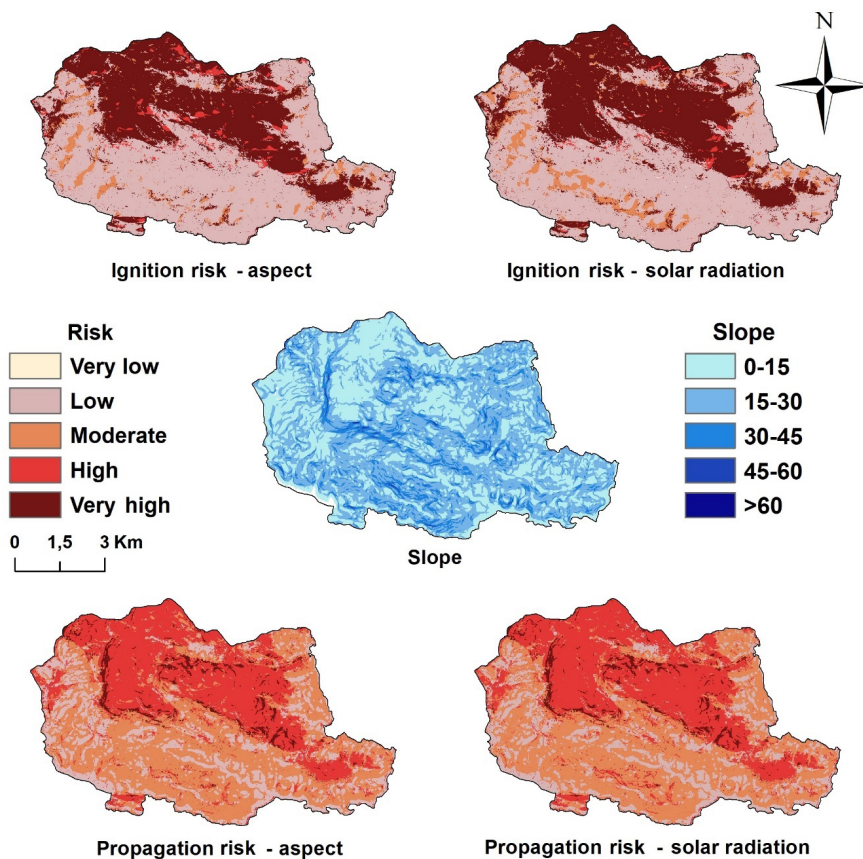 N
Ignition risk - aspect
Ignition risk - solar radiation
Risk
Very low
Low
Moderate
High
Very high
0 1,5 3 Km
Slope
Slope
0-15
15-30
30-45
45-60
>60
Propagation risk - aspect
Propagation risk - solar radiation